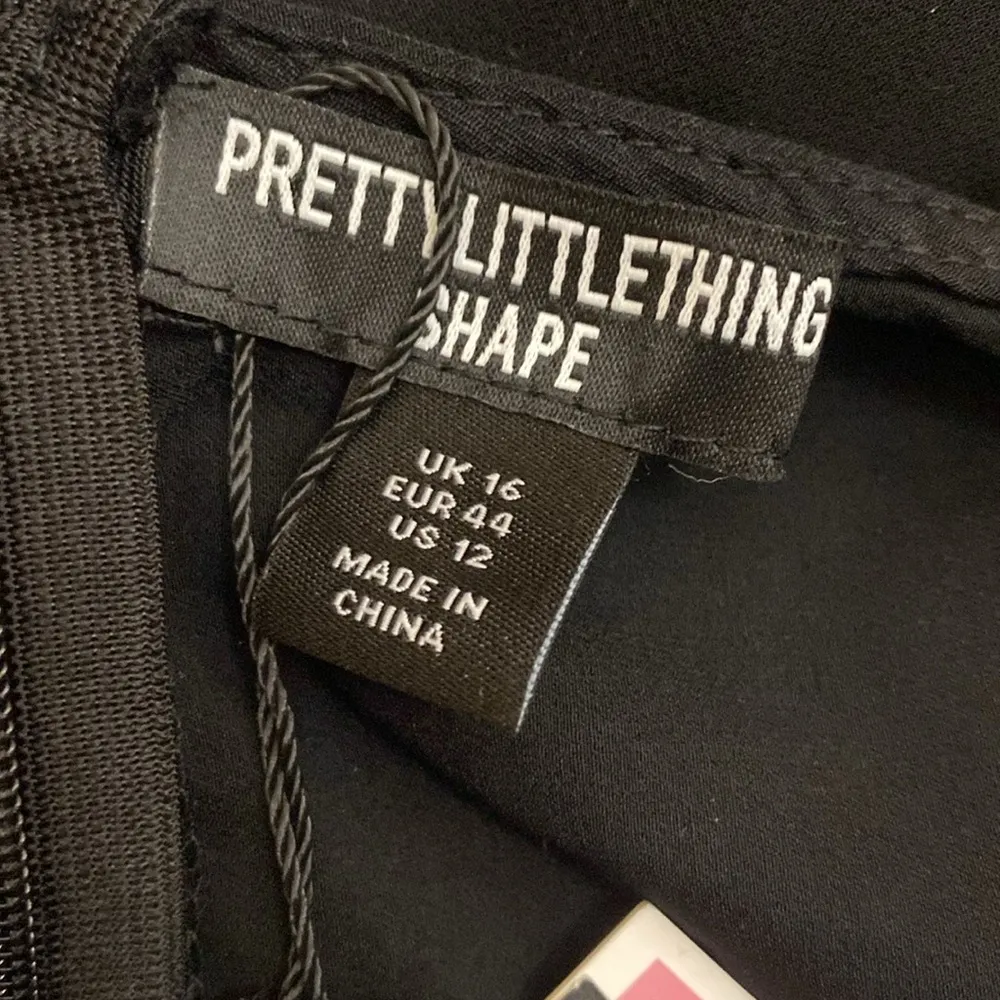 PRETTYLITTLETHING
SHAPE
UK 16
EUR 44
US 12
MADE IN
CHINA